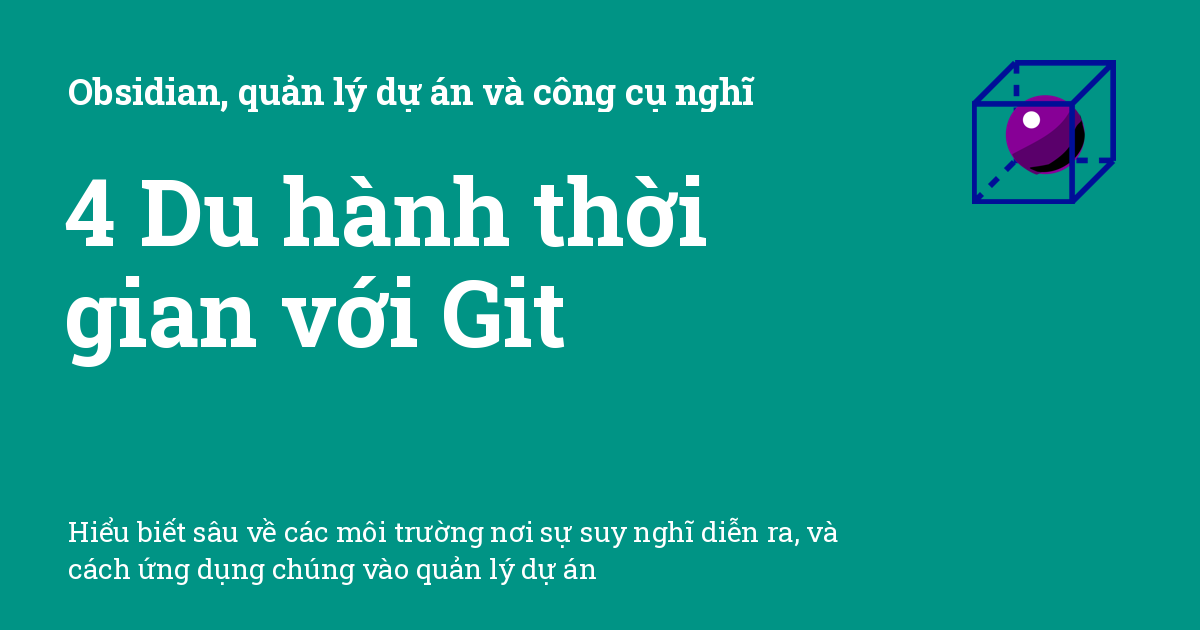 Obsidian, quản lý dự án và công cụ nghĩ
4 Du hành thời
gian với Git
Hiểu biết sâu về các môi trường nơi sự suy nghĩ diễn ra, và
cách ứng dụng chúng vào quản lý dự án